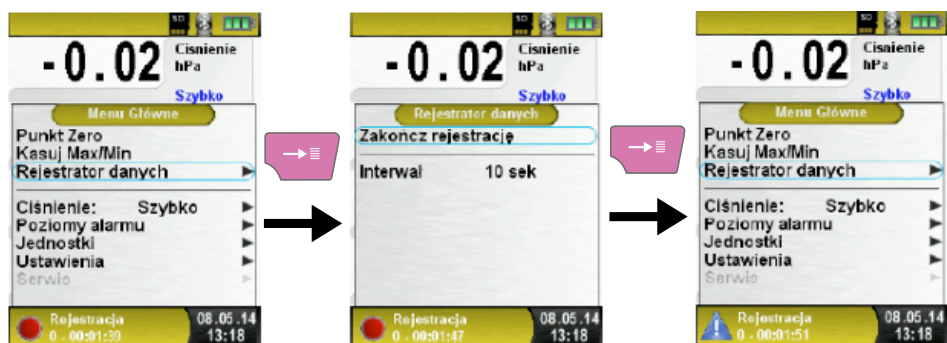 SD
-0.02
Cisnienie
hPa
Szybko
Menu Główne
Punkt Zero
Kasuj Max/Min
Rejestrator danych
Ciśnienie: Szybko
Poziomy alarmu
Jednostki
Ustawienia
Serwis
Rejestracja
0 - 00:01:39
08.05.14
13:18
SD
-0.02
Cisnienie
hPa
Szybko
Rejestrator danych
Zakończ rejestrację
Interwał 10 sek
Rejestracja
0 - 00:01:47
08.05.14
13:18
SD
-0.02
Cisnienie
hPa
Szybko
Menu Główne
Punkt Zero
Kasuj Max/Min
Rejestrator danych
Ciśnienie: Szybko
Poziomy alarmu
Jednostki
Ustawienia
Serwis
Rejestracja
0 - 00:01:51
08.05.14
13:18